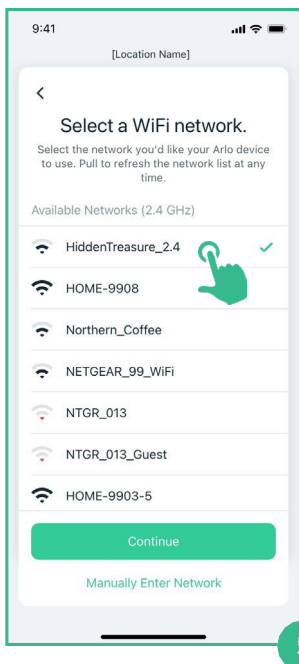 9:41
[Location Name]
Select a WiFi network.
Select the network you'd like your Arlo device
to use. Pull to refresh the network list at any
time.
Available Networks (2.4 GHz)
HiddenTreasure_2.4
HOME-9908
Northern_Coffee
NETGEAR_99_WiFi
NTGR_013
NTGR_013_Guest
HOME-9903-5
Continue
Manually Enter Network